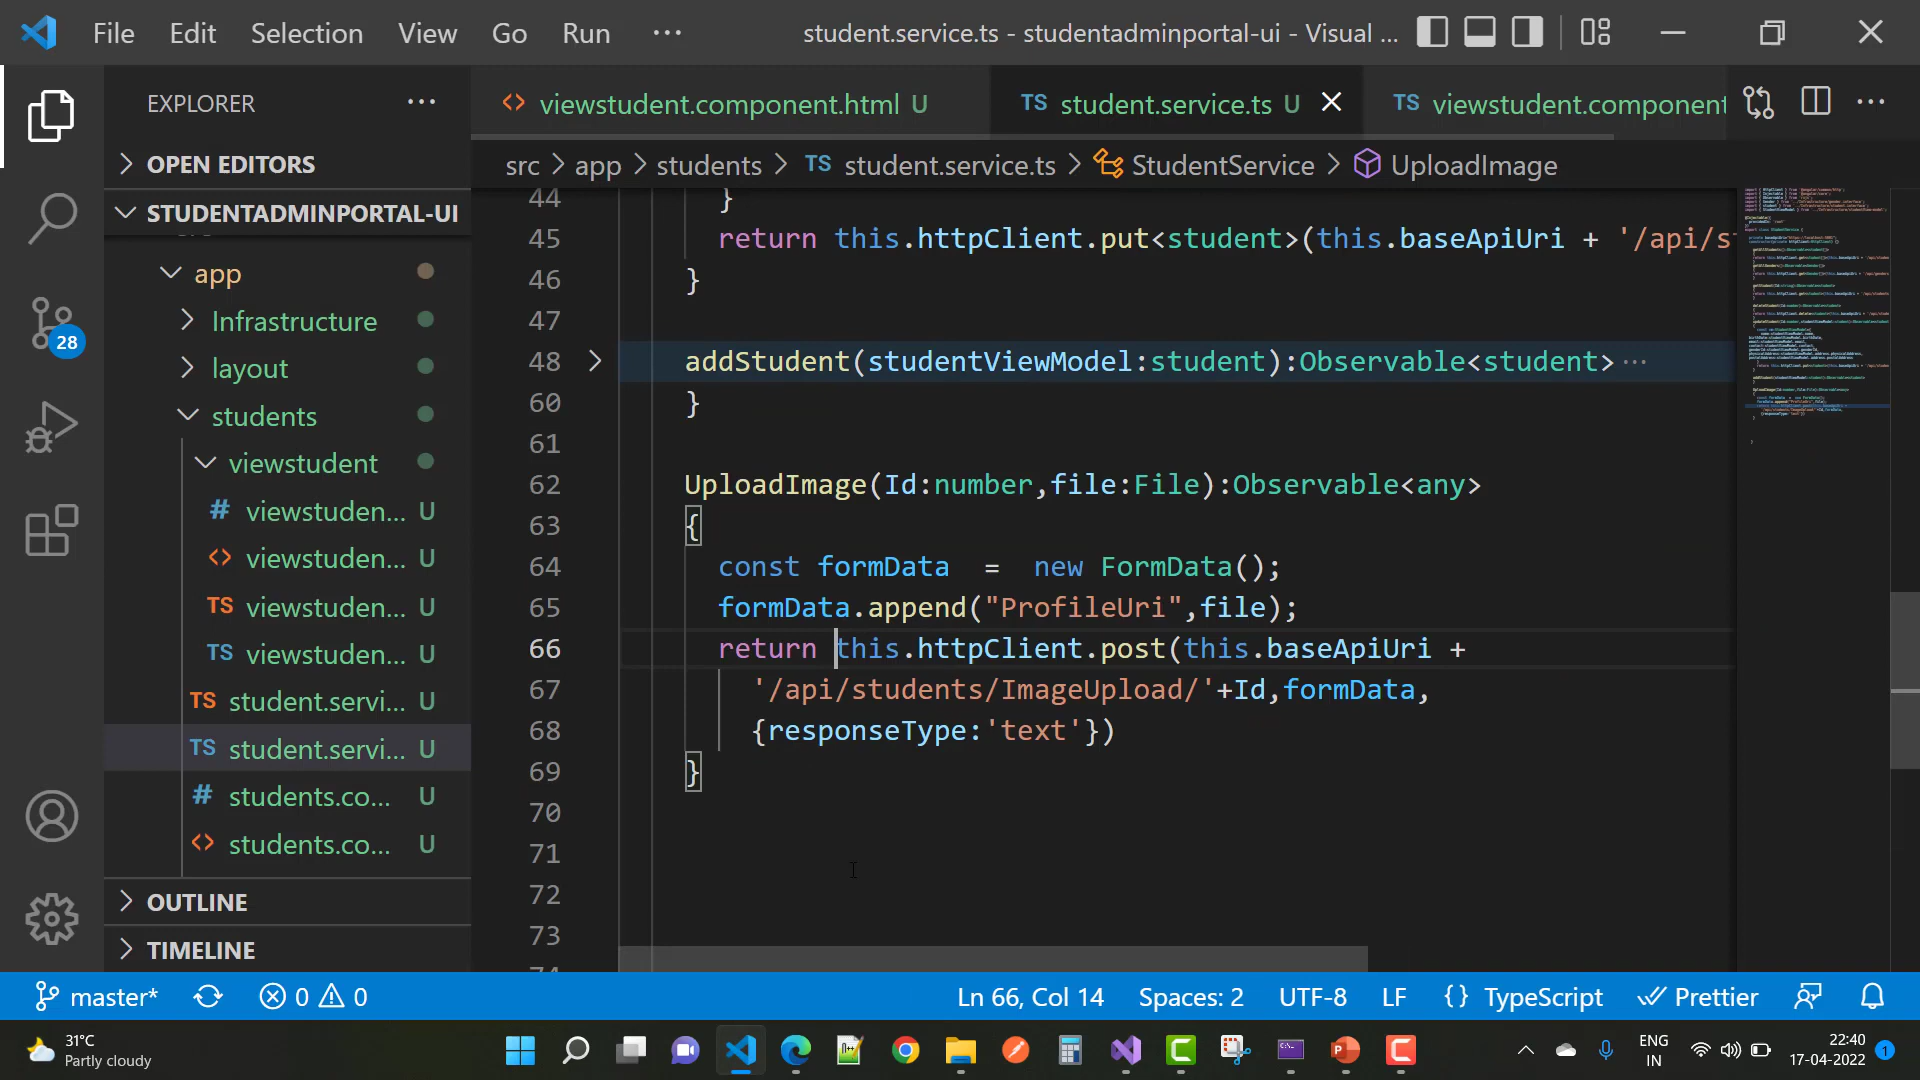 File Edit Selection View Go Run ···
student.service.ts - studentadminportal-ui - Visual ...
EXPLORER
OPEN EDITORS
STUDENTADMINPORTAL-UI
app
Infrastructure
layout
students
viewstudent
# viewstuden... U
<> viewstuden... U
TS viewstuden... U
TS viewstuden... U
TS student.servi... U
TS student.servi... U
# students.co... U
<> students.co... U
OUTLINE
TIMELINE
28
<> viewstudent.component.html U
TS student.service.ts U
TS viewstudent.component
src > app > students > TS student.service.ts > StudentService > UploadImage
44 }
45 return this.httpClient.put<student>(this.baseApiUri + '/api/s
46 }
47
48 addStudent(studentViewModel:student):Observable<student>···
60 }
61
62 UploadImage(Id:number,file:File):Observable<any>
63 {
64 const formData  =  new FormData();
65 formData.append("ProfileUri",file);
66 return this.httpClient.post(this.baseApiUri +
67 '/api/students/ImageUpload/'+Id,formData,
68 {responseType:'text'})
69 }
70
71
72
73
master* 0 0
Ln 66, Col 14 Spaces: 2 UTF-8 LF {} TypeScript Prettier
31°C
Partly cloudy
ENG
IN
22:40
17-04-2022
1